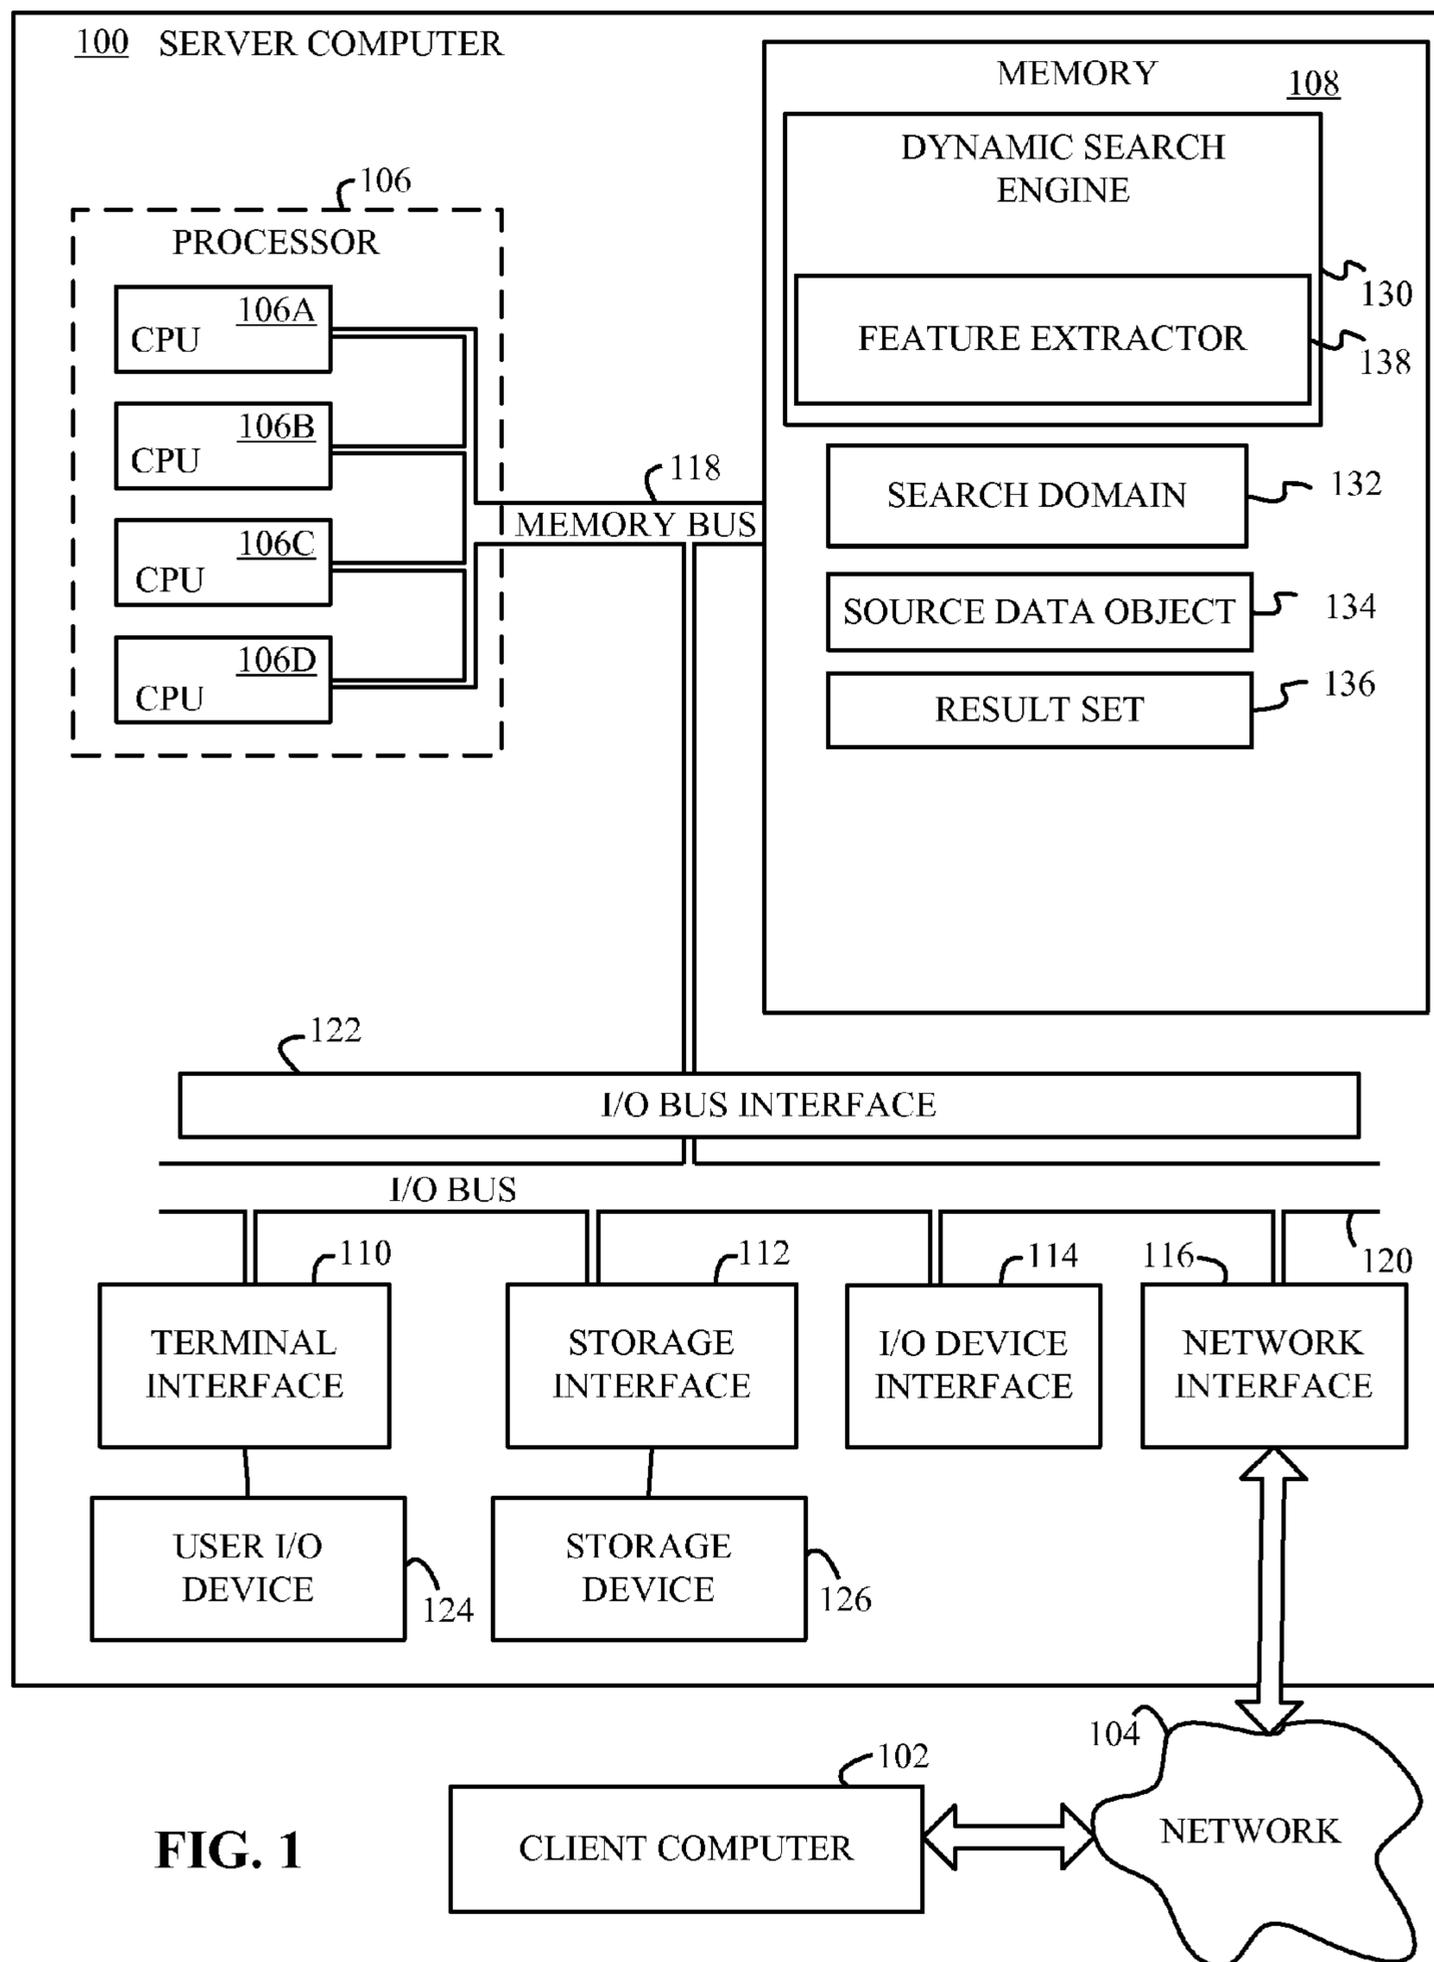 100 SERVER COMPUTER
MEMORY
108
DYNAMIC SEARCH
ENGINE
130
FEATURE EXTRACTOR
138
SEARCH DOMAIN
132
SOURCE DATA OBJECT
134
RESULT SET
136
106
PROCESSOR
106A
CPU
106B
CPU
106C
CPU
106D
CPU
118
MEMORY BUS
122
I/O BUS INTERFACE
I/O BUS
120
110
TERMINAL
INTERFACE
112
STORAGE
INTERFACE
114
I/O DEVICE
INTERFACE
116
NETWORK
INTERFACE
USER I/O
DEVICE
124
STORAGE
DEVICE
126
104
NETWORK
102
CLIENT COMPUTER
FIG. 1